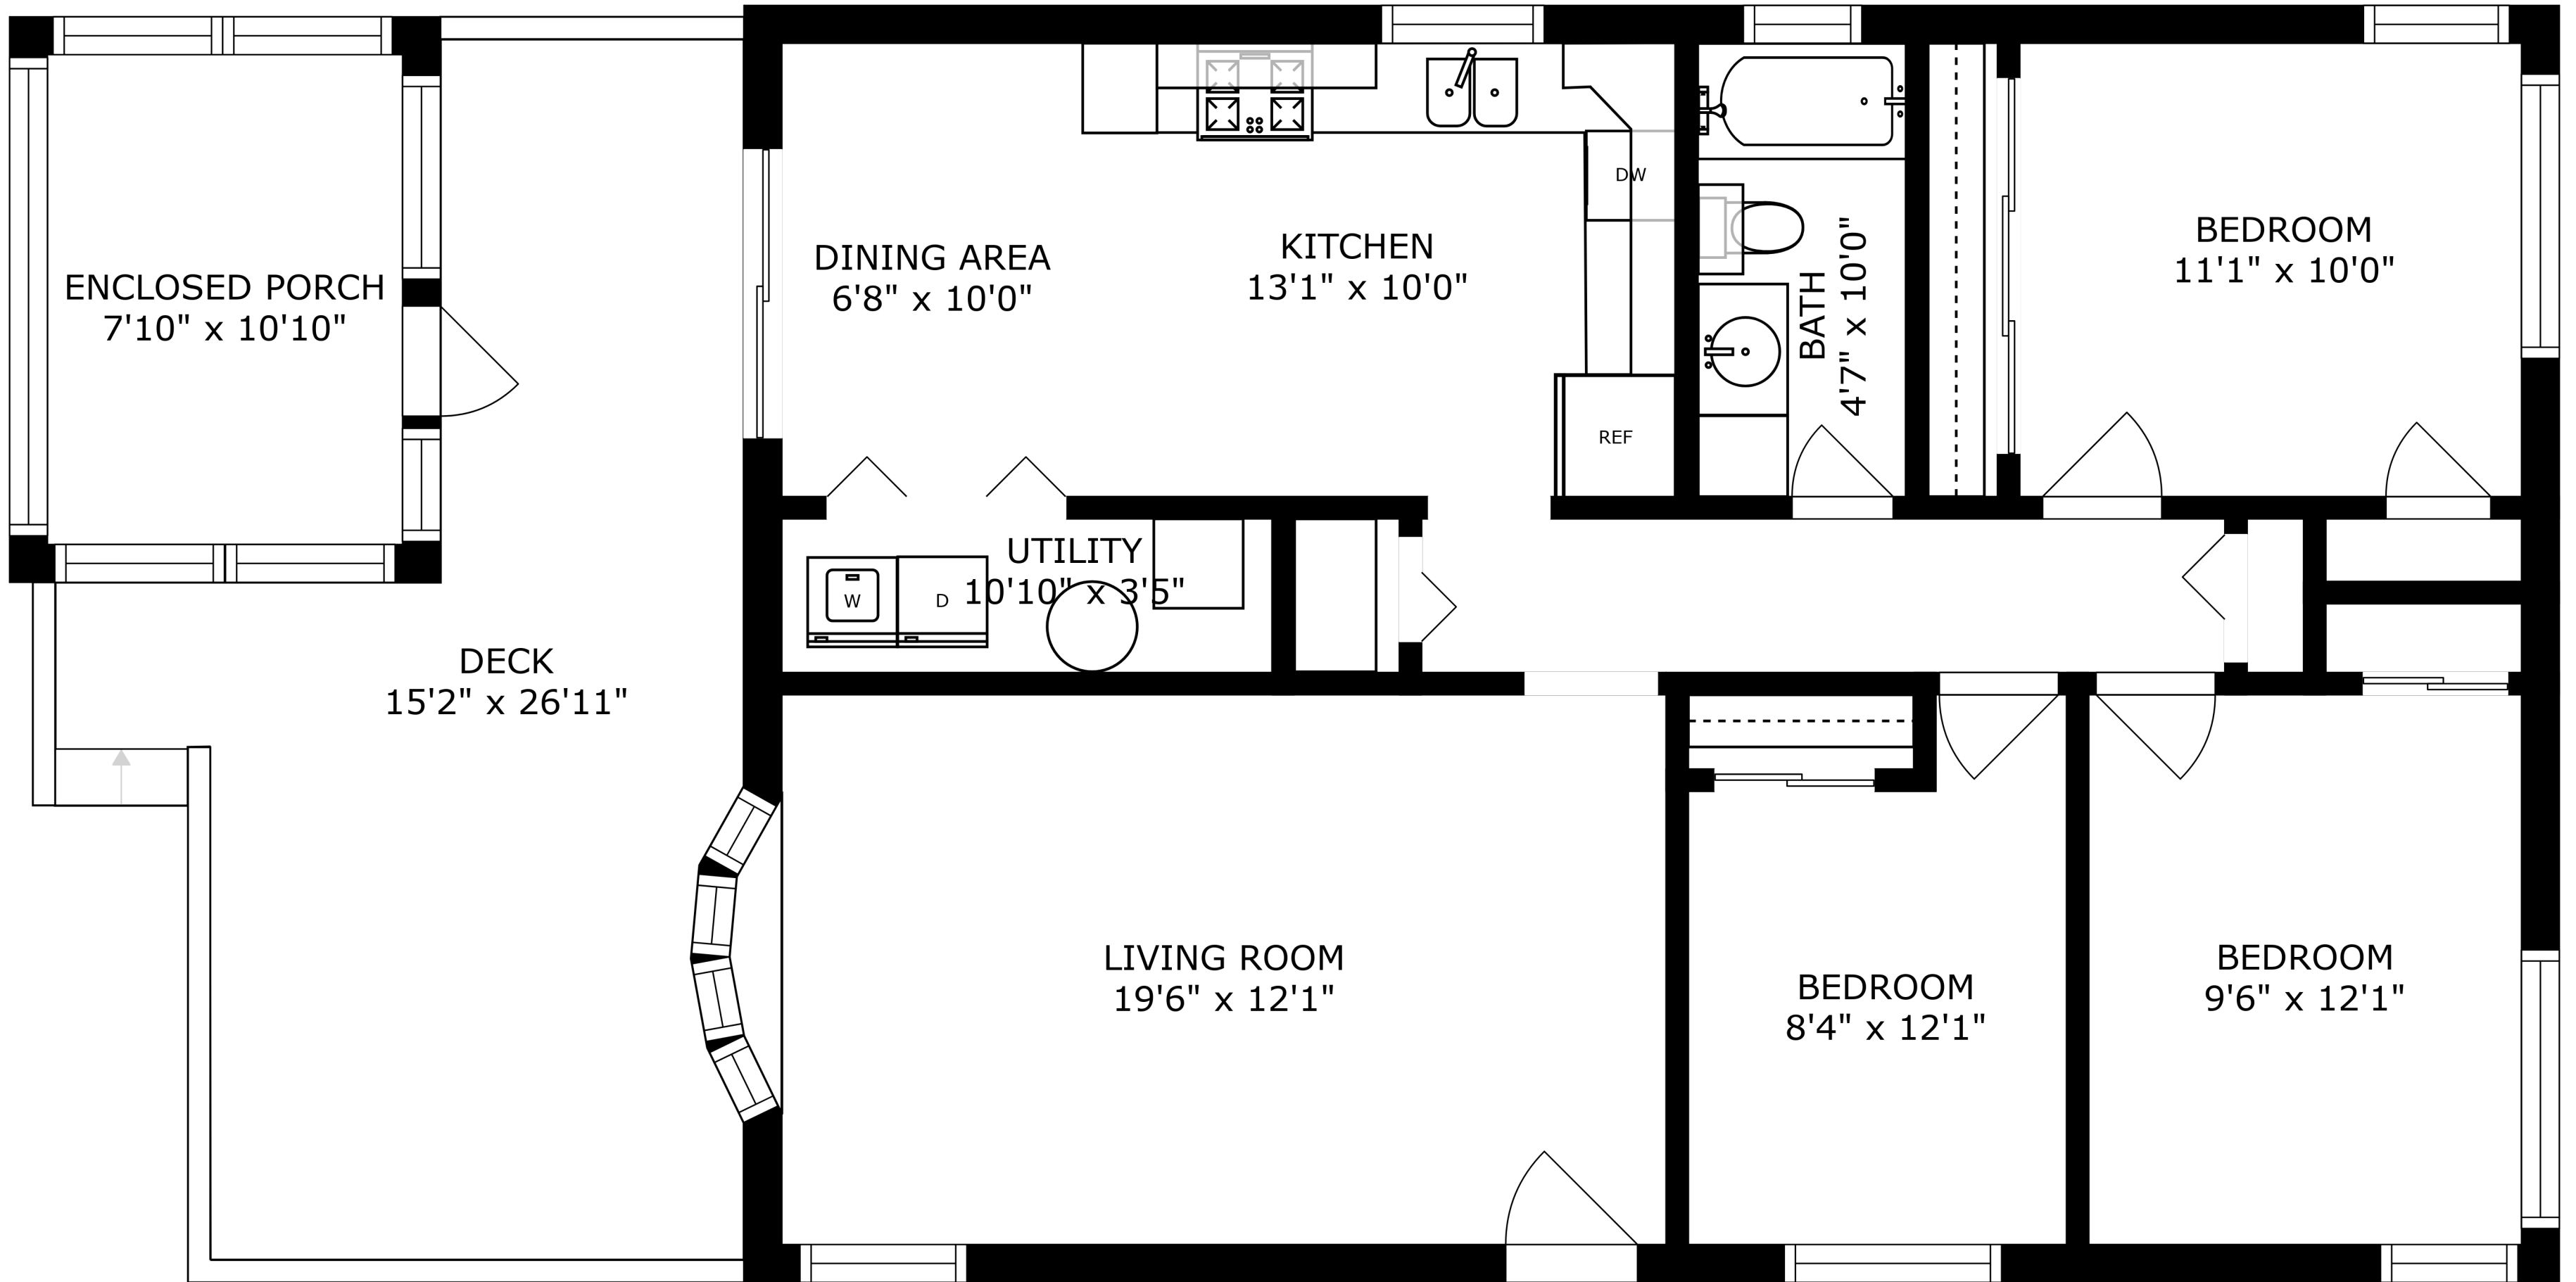 ENCLOSED PORCH
7'10" x 10'10"
DINING AREA
6'8" x 10'0"
KITCHEN
13'1" x 10'0"
DW
REF
BATH
4'7" x 10'0"
BEDROOM
11'1" x 10'0"
UTILITY
10'10" x 3'5"
W
D
DECK
15'2" x 26'11"
LIVING ROOM
19'6" x 12'1"
BEDROOM
8'4" x 12'1"
BEDROOM
9'6" x 12'1"